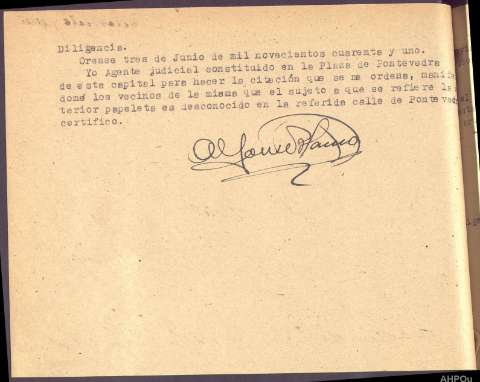 Diligencia.
Orense tres de Junio de mil novecientos cuarenta y uno.
Yo Agente judicial constituido en la Plaza de Pontevedra
de esta capital para hacer la citación que se me ordena, manifes
dome los vecinos de la misma que el sujeto a que se refiere la
terior papeleta es desconocido en la referida calle de Pontevedra
certifico.
AHPOu